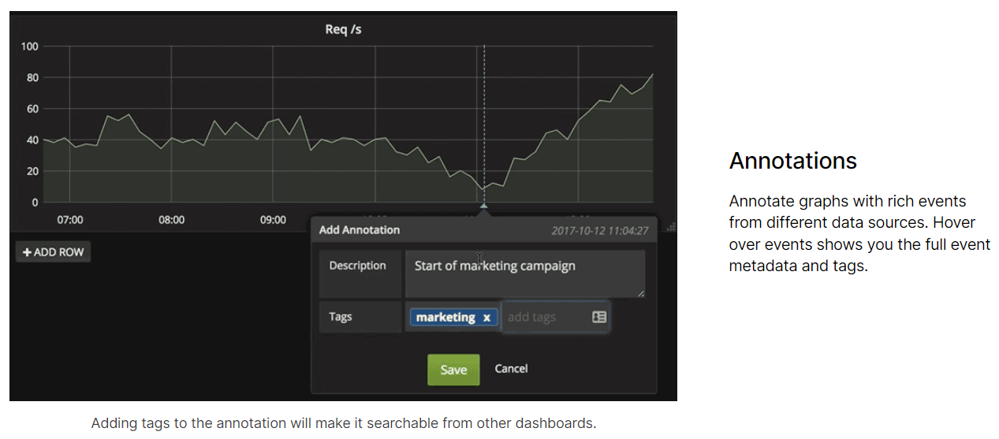 Req /s
100
80
60
40
20
0
07:00 08:00 09:00
Add Annotation 2017-10-12 11:04:27
+ ADD ROW
Description Start of marketing campaign
Tags marketing x add tags
Save Cancel
Adding tags to the annotation will make it searchable from other dashboards.
Annotations
Annotate graphs with rich events
from different data sources. Hover
over events shows you the full event
metadata and tags.